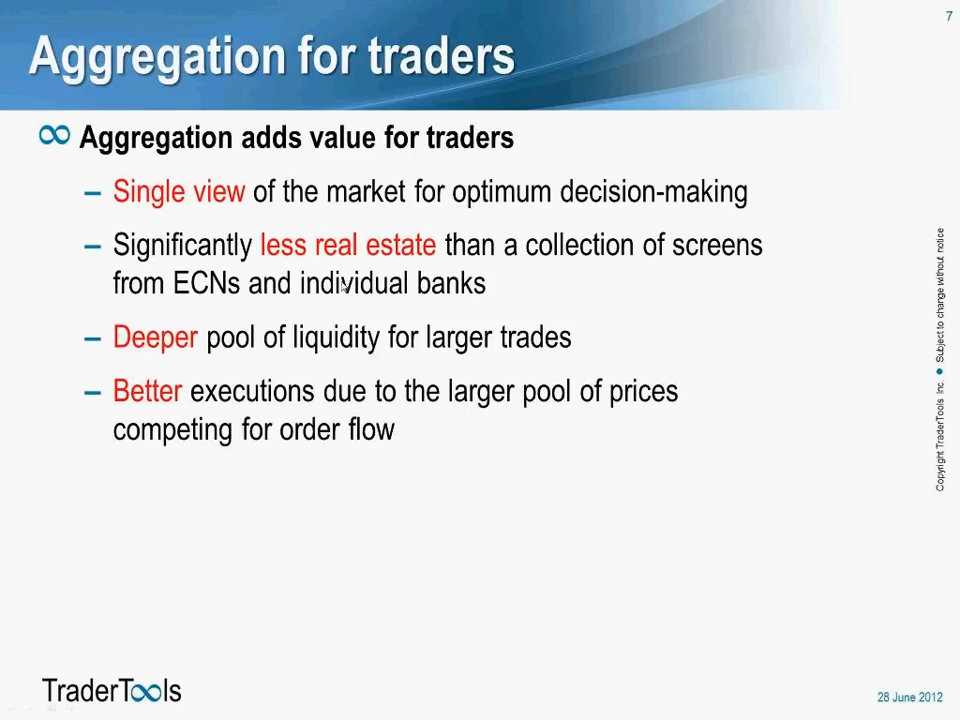 7
Aggregation for traders
∞ Aggregation adds value for traders
– Single view of the market for optimum decision-making
– Significantly less real estate than a collection of screens
from ECNs and individual banks
– Deeper pool of liquidity for larger trades
– Better executions due to the larger pool of prices
competing for order flow
Copyright TraderTools Inc. ● Subject to change without notice
TraderTools
28 June 2012